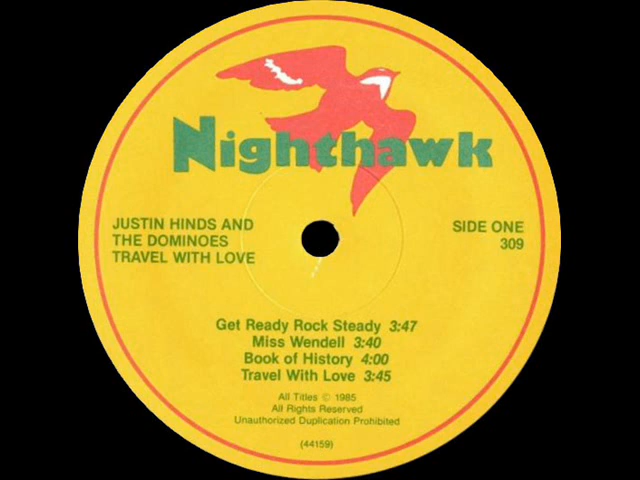 Nighthawk
JUSTIN HINDS AND
THE DOMINOES
TRAVEL WITH LOVE
SIDE ONE
309
Get Ready Rock Steady 3:47
Miss Wendell 3:40
Book of History 4:00
Travel With Love 3:45
All Titles © 1985
All Rights Reserved
Unauthorized Duplication Prohibited
(44159)